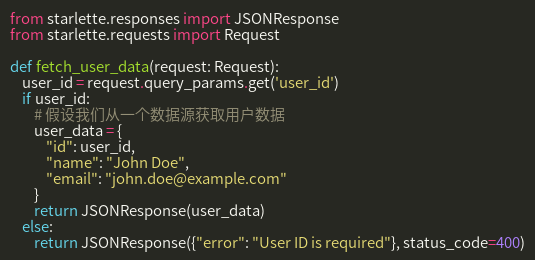 from starlette.responses import JSONResponse
from starlette.requests import Request

def fetch_user_data(request: Request):
    user_id = request.query_params.get('user_id')
    if user_id:
        # 假设我们从一个数据源获取用户数据
        user_data = {
            "id": user_id,
            "name": "John Doe",
            "email": "john.doe@example.com"
        }
        return JSONResponse(user_data)
    else:
        return JSONResponse({"error": "User ID is required"}, status_code=400)